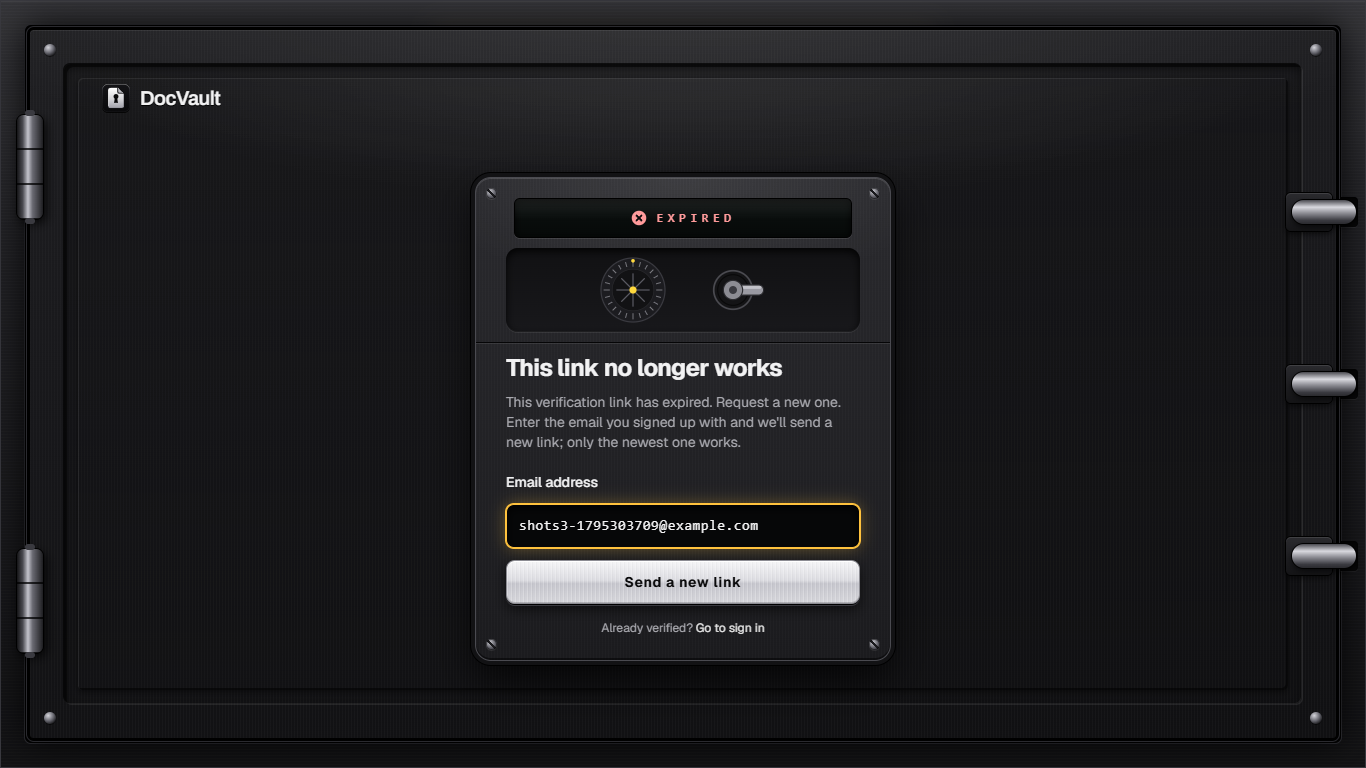 DocVault
EXPIRED
This link no longer works
This verification link has expired. Request a new one.
Enter the email you signed up with and we'll send a
new link; only the newest one works.
Email address
shots3-1795303709@example.com
Send a new link
Already verified? Go to sign in